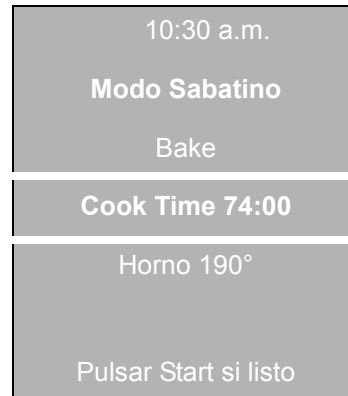 10:30 a.m.
Modo Sabatino
Bake
Cook Time 74:00
Horno 190°
Pulsar Start si listo